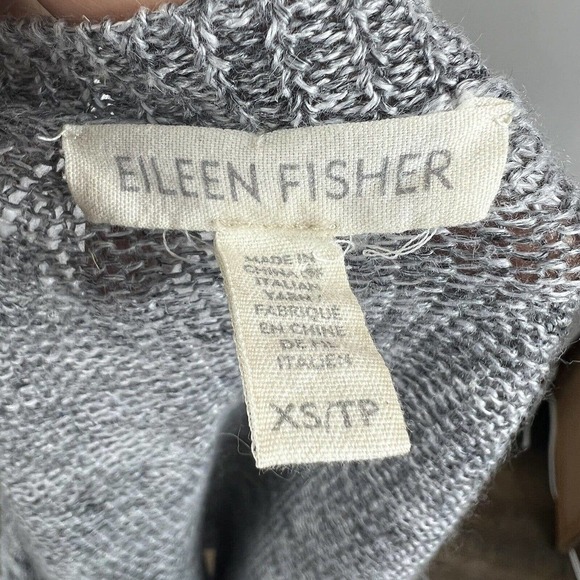 EILEEN FISHER
MADE IN
CHINA OF
ITALIAN
YARN /
FABRIQUE
EN CHINE
DE FIL
ITALIEN
XS/TP